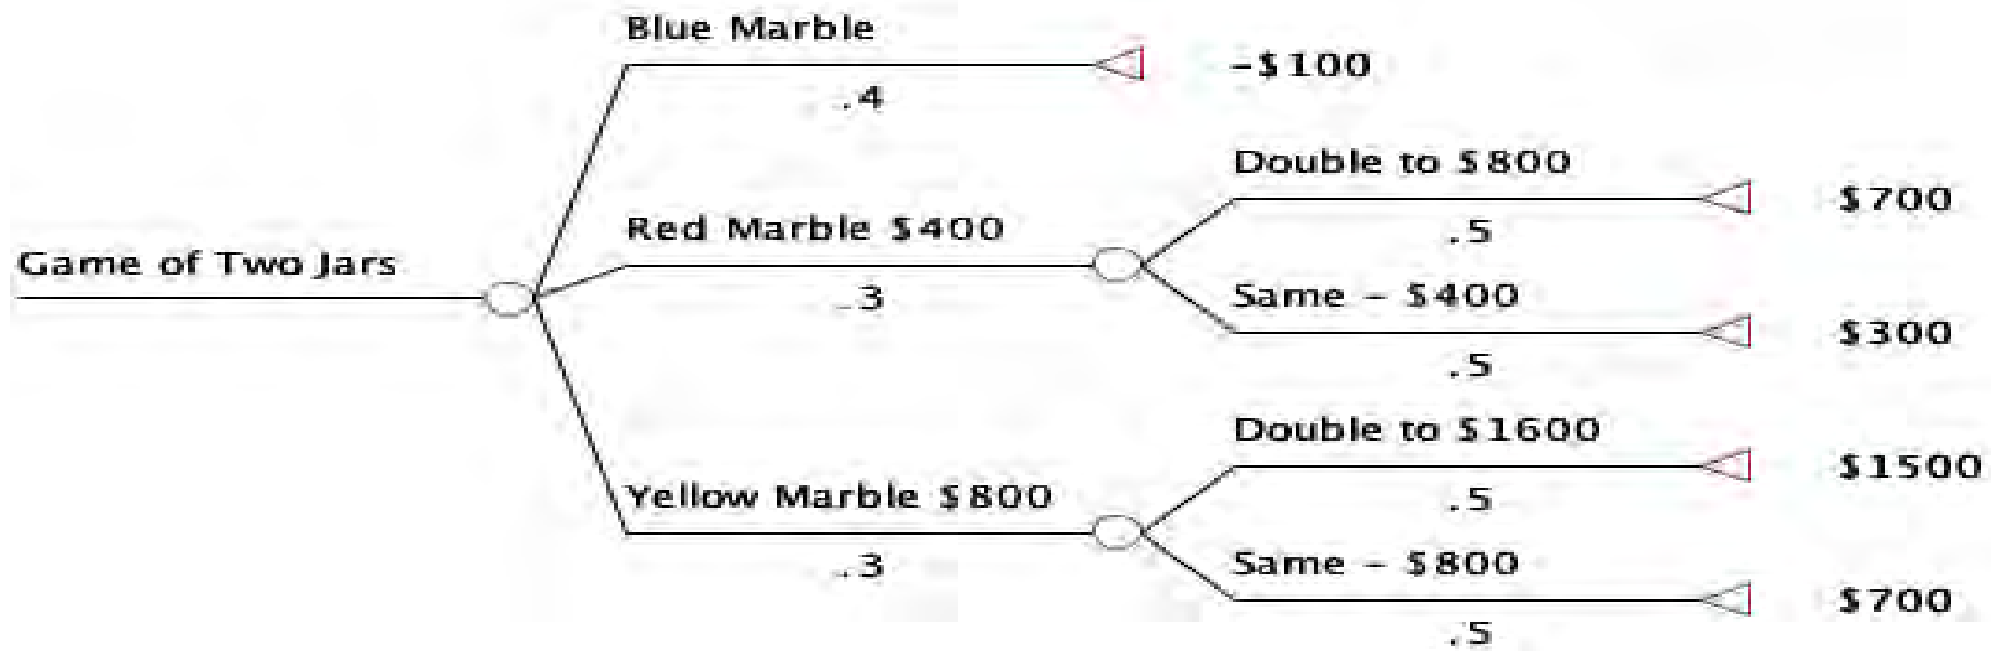 Blue Marble
-$100
.4
Double to $800
$700
.5
Red Marble $400
Game of Two Jars
.3
Same - $400
$300
.5
Double to $1600
$1500
.5
Yellow Marble $800
.3
Same - $800
$700
.5